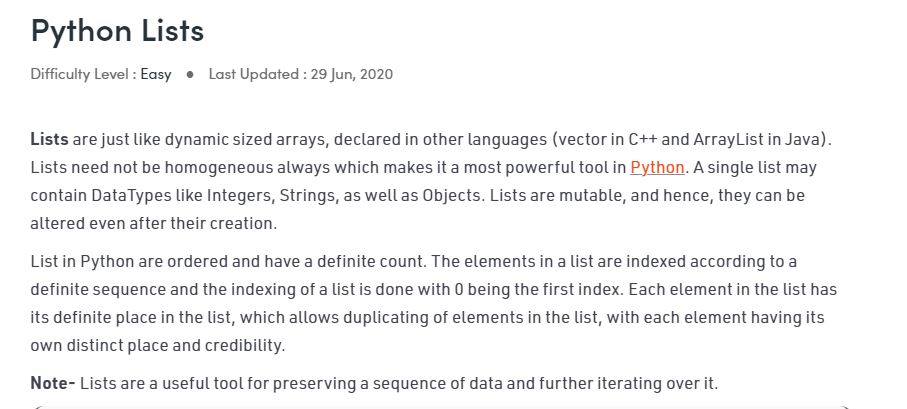 Python Lists
Difficulty Level : Easy ● Last Updated : 29 Jun, 2020
Lists are just like dynamic sized arrays, declared in other languages (vector in C++ and ArrayList in Java).
Lists need not be homogeneous always which makes it a most powerful tool in Python. A single list may
contain DataTypes like Integers, Strings, as well as Objects. Lists are mutable, and hence, they can be
altered even after their creation.
List in Python are ordered and have a definite count. The elements in a list are indexed according to a
definite sequence and the indexing of a list is done with 0 being the first index. Each element in the list has
its definite place in the list, which allows duplicating of elements in the list, with each element having its
own distinct place and credibility.
Note- Lists are a useful tool for preserving a sequence of data and further iterating over it.